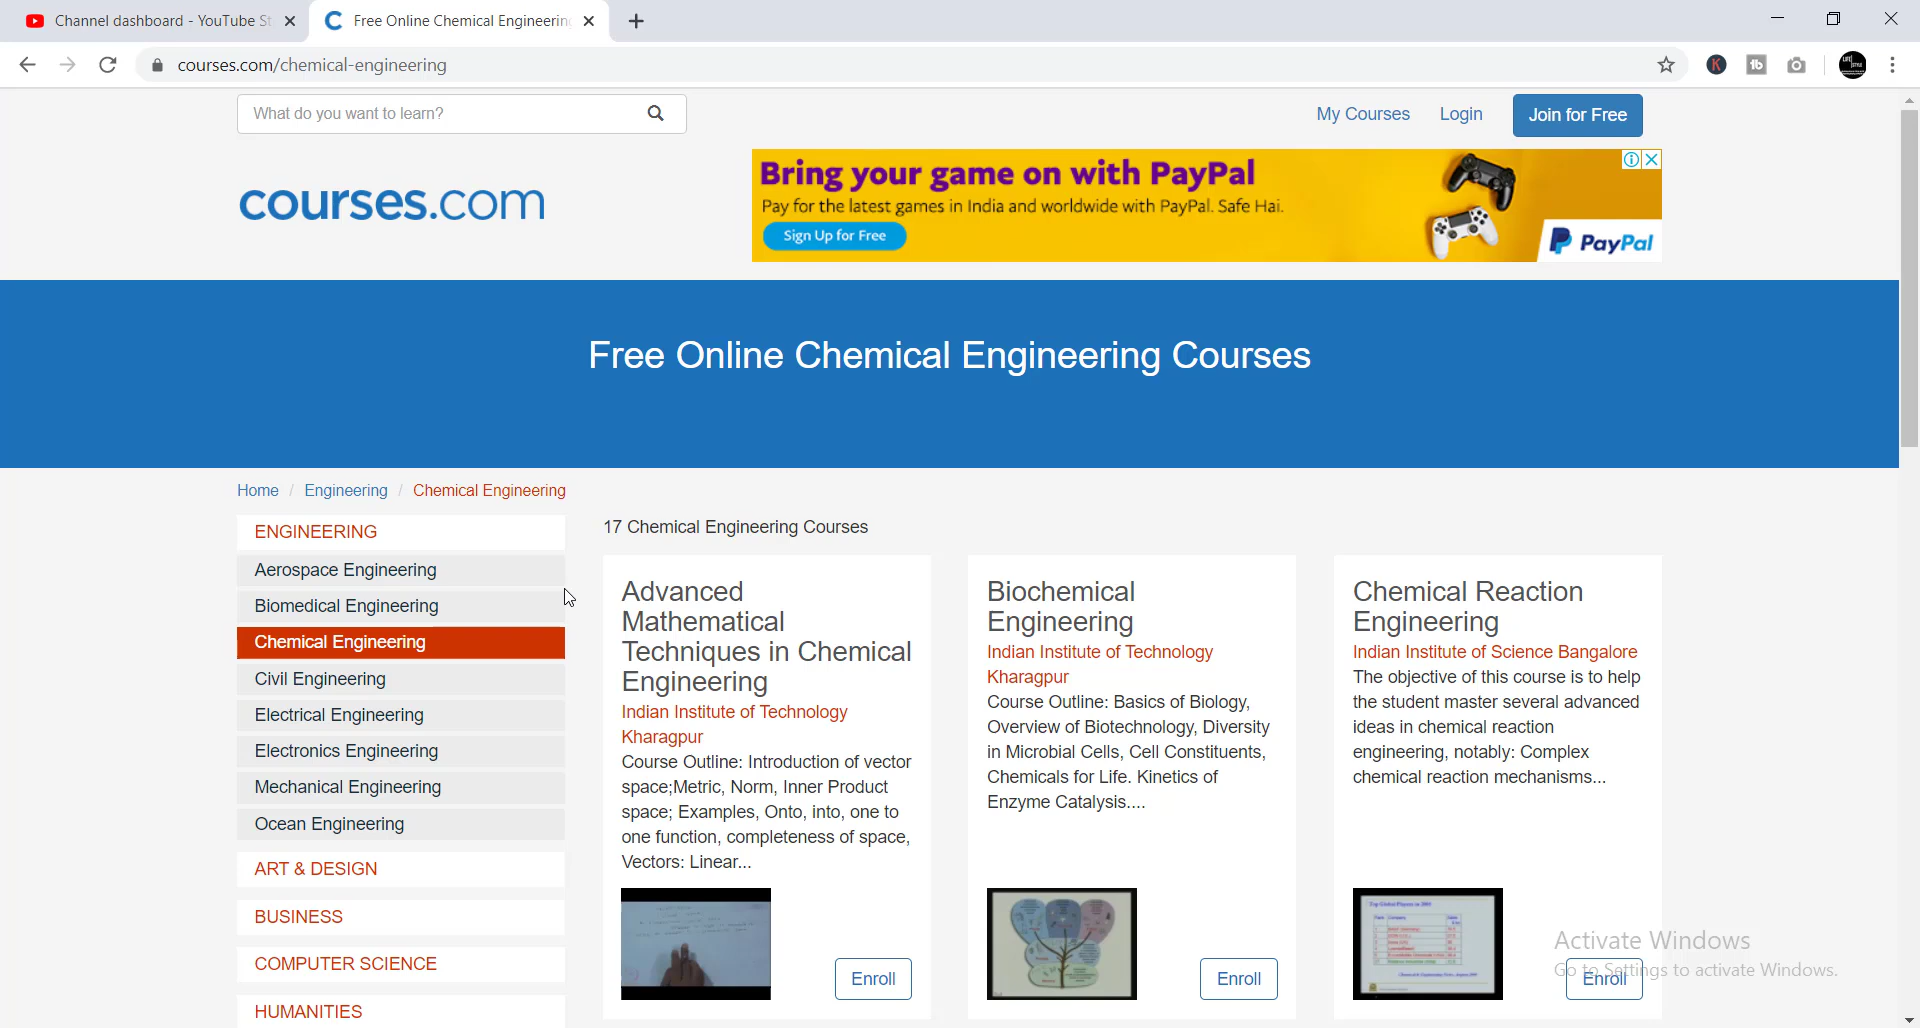 Channel dashboard - YouTube St
Free Online Chemical Engineering
courses.com/chemical-engineering
What do you want to learn?
My Courses
Login
Join for Free
courses.com
Bring your game on with PayPal
Pay for the latest games in India and worldwide with PayPal. Safe Hai.
Sign Up for Free
PayPal
Free Online Chemical Engineering Courses
Home / Engineering / Chemical Engineering
ENGINEERING
Aerospace Engineering
Biomedical Engineering
Chemical Engineering
Civil Engineering
Electrical Engineering
Electronics Engineering
Mechanical Engineering
Ocean Engineering
ART & DESIGN
BUSINESS
COMPUTER SCIENCE
HUMANITIES
17 Chemical Engineering Courses
Advanced
Mathematical
Techniques in Chemical
Engineering
Indian Institute of Technology
Kharagpur
Course Outline: Introduction of vector
space;Metric, Norm, Inner Product
space; Examples, Onto, into, one to
one function, completeness of space,
Vectors: Linear...
Enroll
Biochemical
Engineering
Indian Institute of Technology
Kharagpur
Course Outline: Basics of Biology,
Overview of Biotechnology, Diversity
in Microbial Cells, Cell Constituents,
Chemicals for Life. Kinetics of
Enzyme Catalysis....
Enroll
Chemical Reaction
Engineering
Indian Institute of Science Bangalore
The objective of this course is to help
the student master several advanced
ideas in chemical reaction
engineering, notably: Complex
chemical reaction mechanisms...
Top Global Players in 2009
Enroll
Activate Windows
Go to Settings to activate Windows.